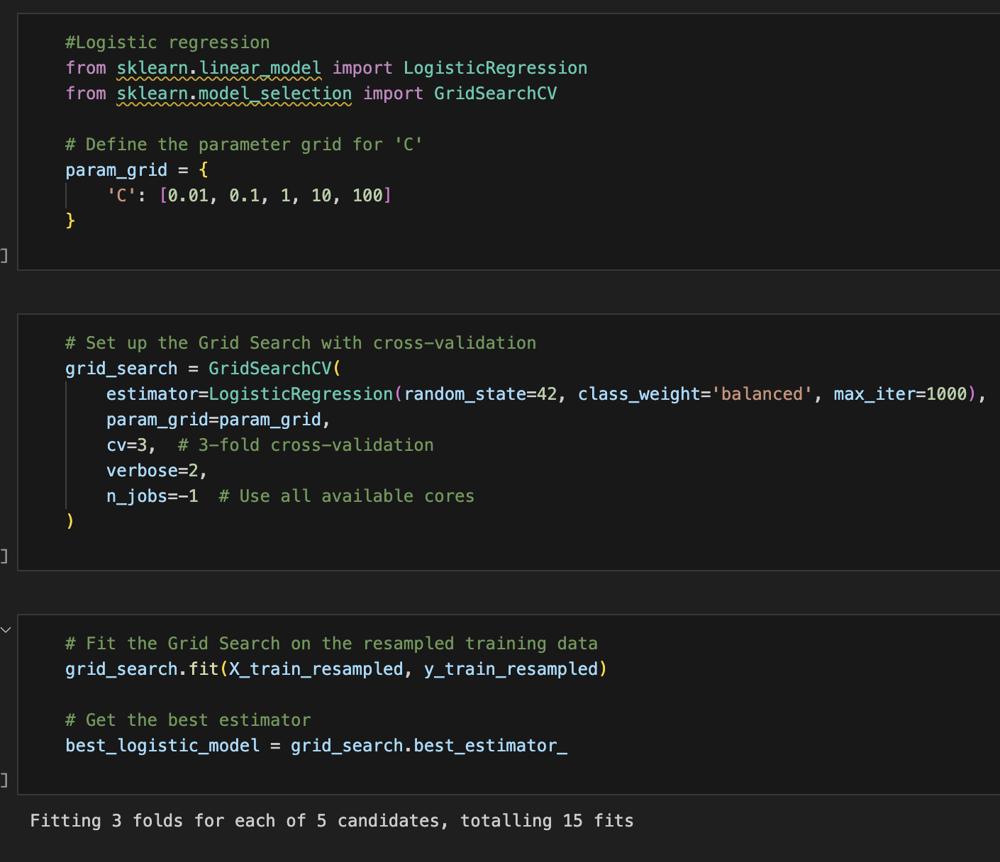 #Logistic regression
from sklearn.linear_model import LogisticRegression
from sklearn.model_selection import GridSearchCV
# Define the parameter grid for 'C'
param_grid = {
    'C': [0.01, 0.1, 1, 10, 100]
}
]
# Set up the Grid Search with cross-validation
grid_search = GridSearchCV(
    estimator=LogisticRegression(random_state=42, class_weight='balanced', max_iter=1000),
    param_grid=param_grid,
    cv=3,  # 3-fold cross-validation
    verbose=2,
    n_jobs=-1  # Use all available cores
)
]
# Fit the Grid Search on the resampled training data
grid_search.fit(X_train_resampled, y_train_resampled)
# Get the best estimator
best_logistic_model = grid_search.best_estimator_
]
Fitting 3 folds for each of 5 candidates, totalling 15 fits